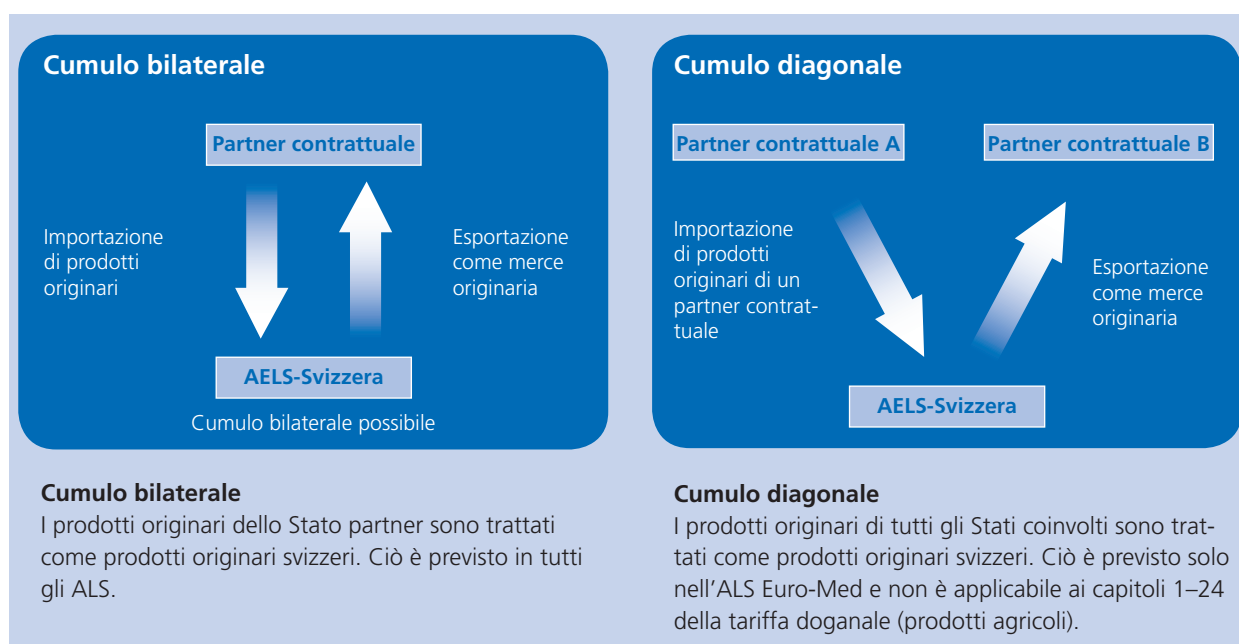 Cumulo bilaterale
Partner contrattuale
Importazione
di prodotti
originari
Esportazione
come merce
originaria
AELS-Svizzera
Cumulo bilaterale possibile
Cumulo bilaterale
I prodotti originari dello Stato partner sono trattati
come prodotti originari svizzeri. Ciò è previsto in tutti
gli ALS.
Cumulo diagonale
Partner contrattuale A
Partner contrattuale B
Importazione
di prodotti
originari di un
partner contrat-
tuale
Esportazione
come merce
originaria
AELS-Svizzera
Cumulo diagonale
I prodotti originari di tutti gli Stati coinvolti sono trat-
tati come prodotti originari svizzeri. Ciò è previsto solo
nell'ALS Euro-Med e non è applicabile ai capitoli 1–24
della tariffa doganale (prodotti agricoli).